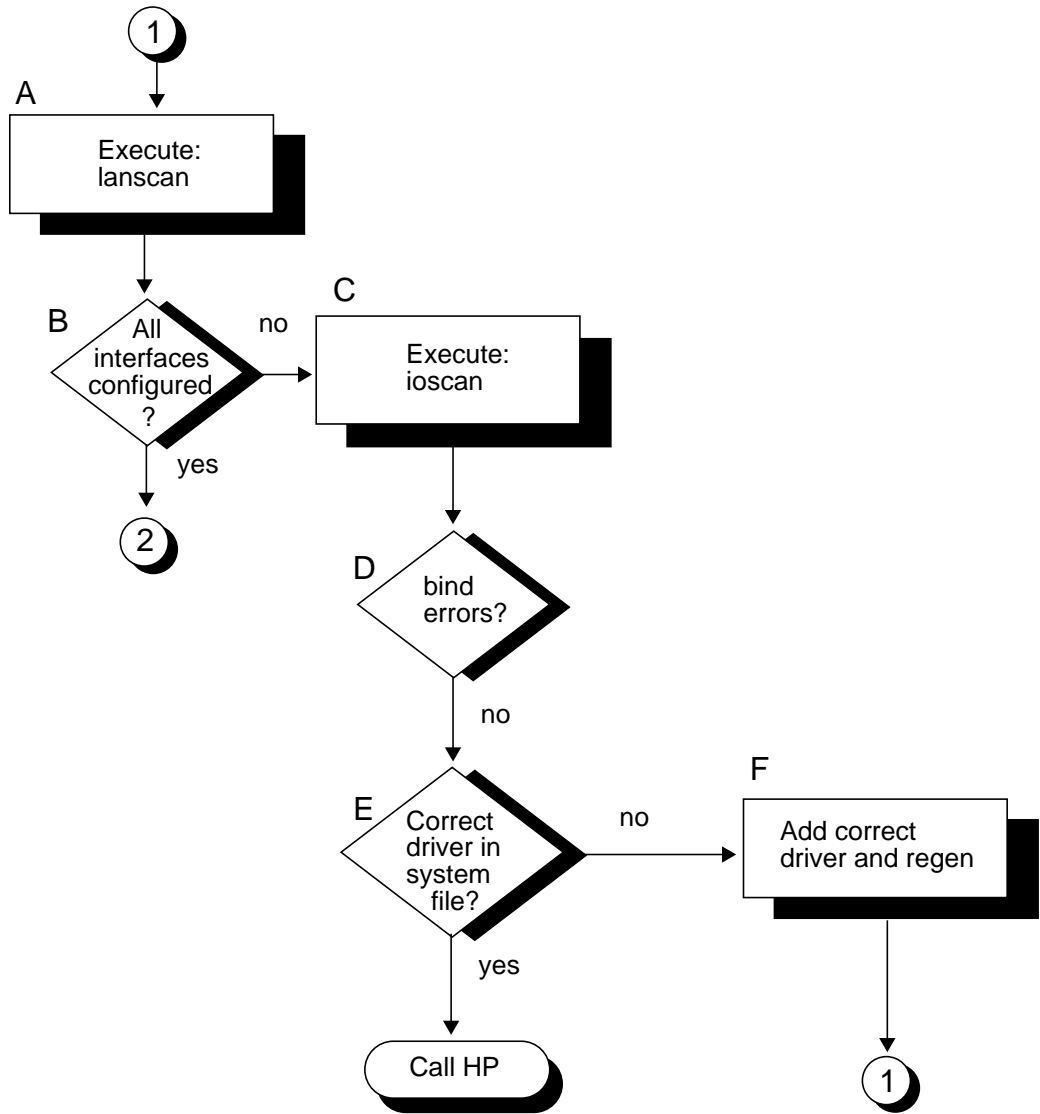 1
A
Execute:
lanscan
B
All
interfaces
configured
?
no
yes
2
C
Execute:
ioscan
D
bind
errors?
no
E
Correct
driver in
system
file?
no
yes
F
Add correct
driver and regen
Call HP
1